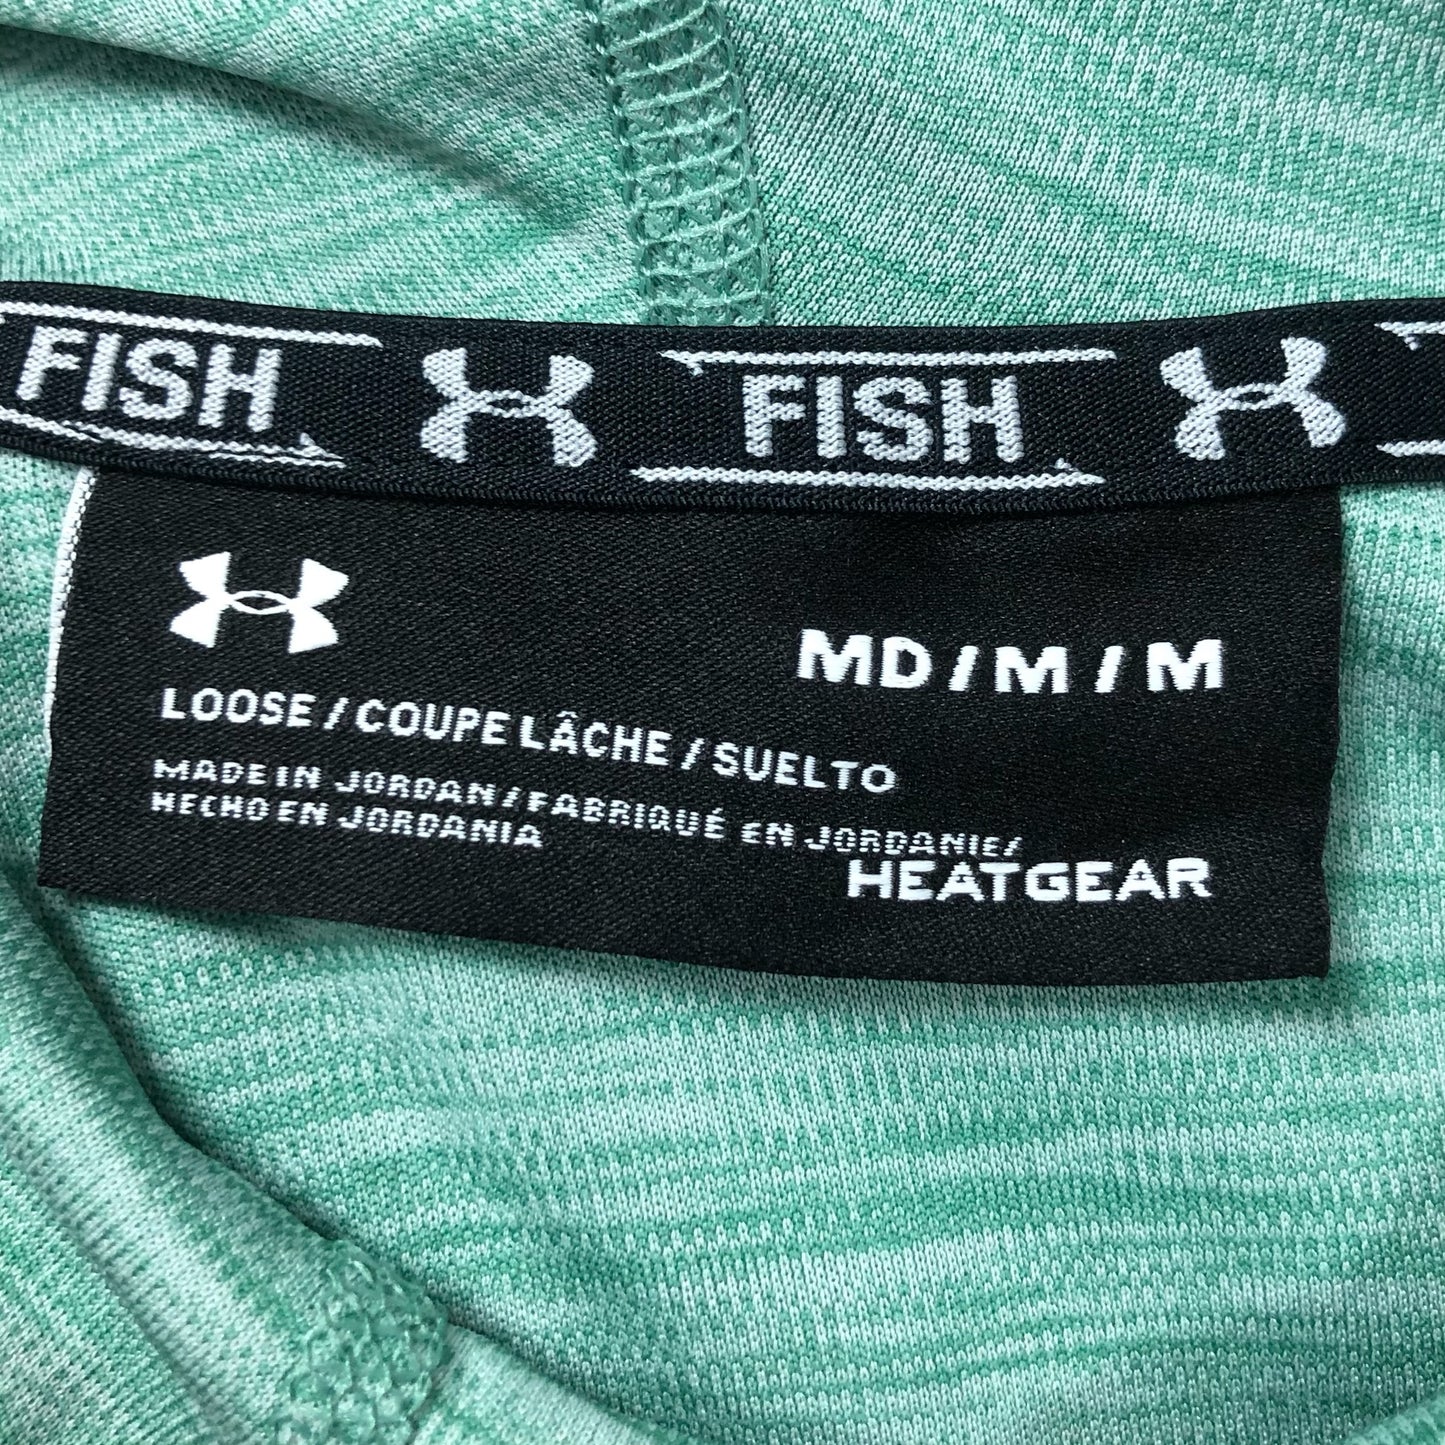 FISH FISH
MD / M / M
LOOSE / COUPE LÂCHE / SUELTO
MADE IN JORDAN / FABRIQUÉ EN JORDANIE/
HECHO EN JORDANIA
HEATGEAR